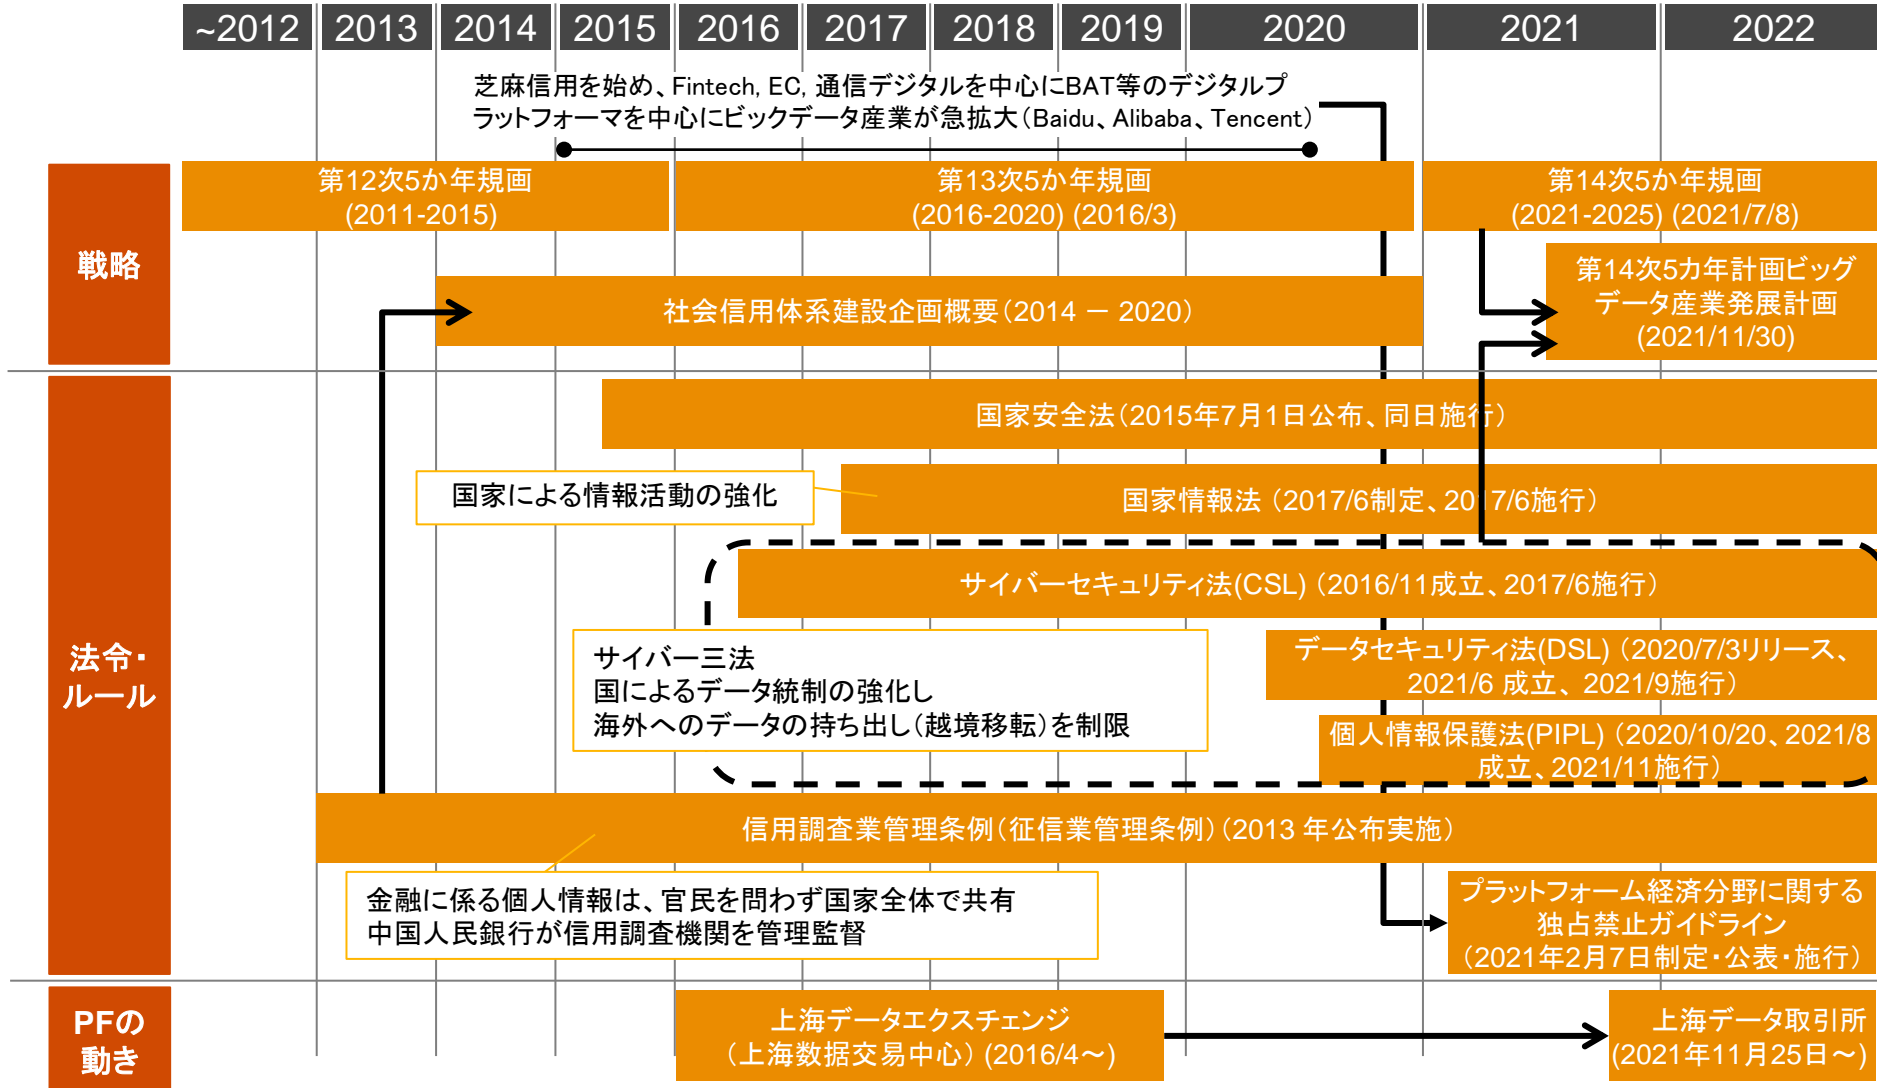 ~2012
2013
2014
2015
2016
2017
2018
2019
2020
2021
2022
芝麻信用を始め、Fintech, EC, 通信デジタルを中心にBAT等のデジタルプ
ラットフォーマを中心にビックデータ産業が急拡大（Baidu、Alibaba、Tencent）
戦略
第12次5か年規画
(2011-2015)
第13次5か年規画
(2016-2020) (2016/3)
第14次5か年規画
(2021-2025) (2021/7/8)
第14次5カ年計画ビッグ
データ産業発展計画
(2021/11/30)
社会信用体系建設企画概要（2014 － 2020）
法令・
ルール
国家安全法（2015年7月1日公布、同日施行）
国家による情報活動の強化
国家情報法 （2017/6制定、2017/6施行）
サイバーセキュリティ法(CSL) （2016/11成立、2017/6施行）
サイバー三法
国によるデータ統制の強化し
海外へのデータの持ち出し（越境移転）を制限
データセキュリティ法(DSL) （2020/7/3リリース、
2021/6 成立、 2021/9施行）
個人情報保護法(PIPL) （2020/10/20、2021/8
成立、2021/11施行）
信用調査業管理条例（征信業管理条例）（2013 年公布実施）
金融に係る個人情報は、官民を問わず国家全体で共有
中国人民銀行が信用調査機関を管理監督
プラットフォーム経済分野に関する
独占禁止ガイドライン
（2021年2月7日制定・公表・施行）
PFの
動き
上海データエクスチェンジ
（上海数据交易中心） (2016/4～)
上海データ取引所
(2021年11月25日～)